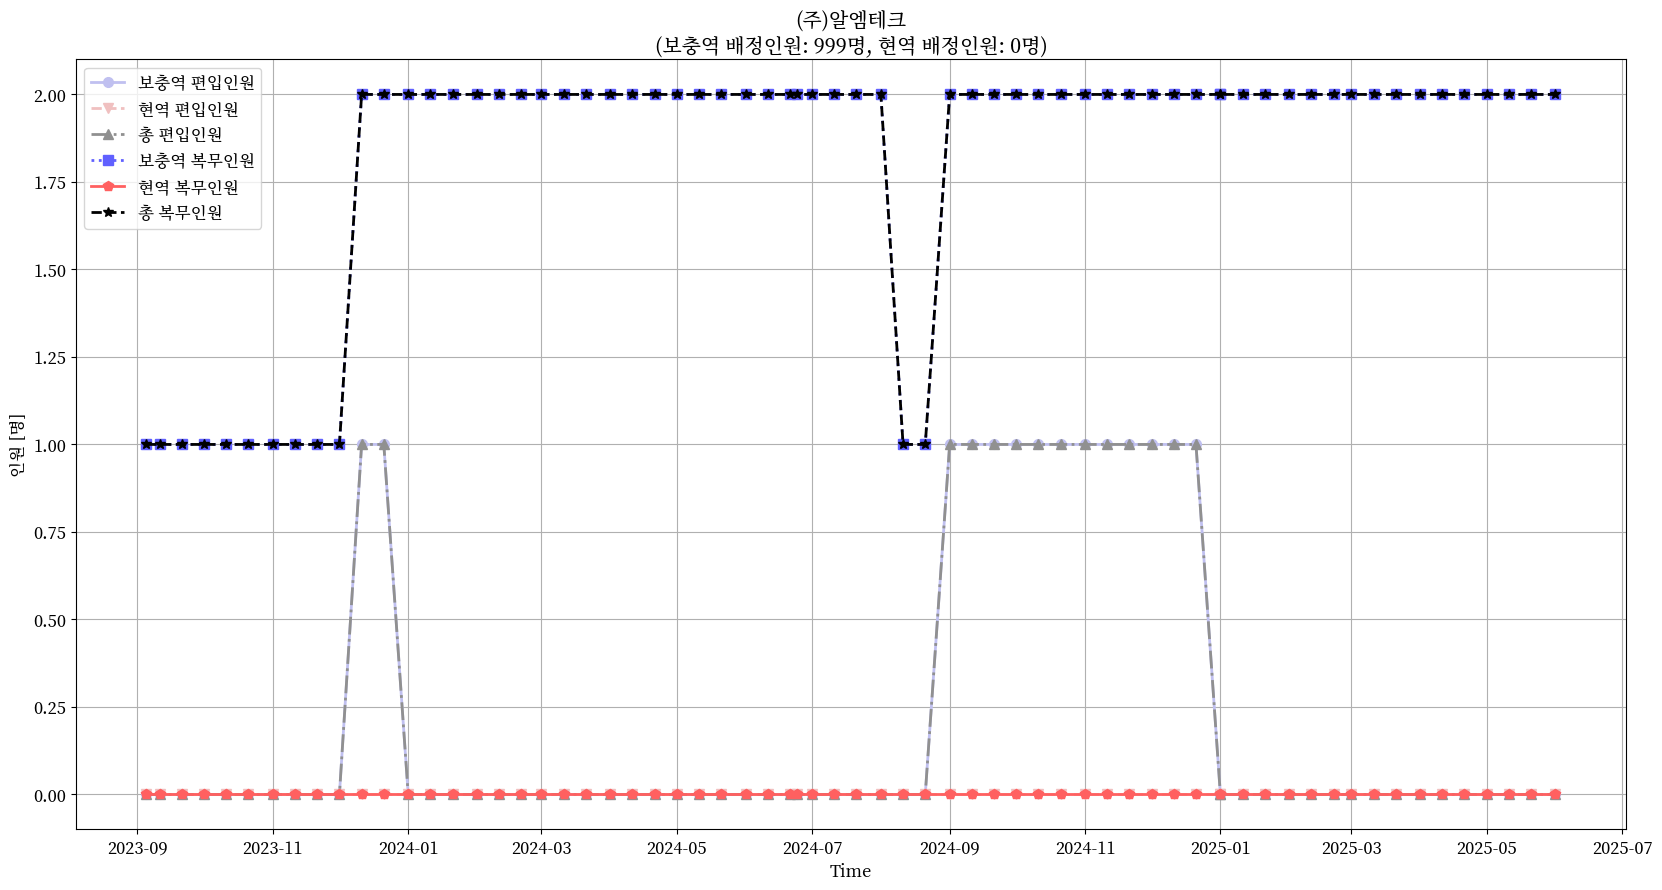 (주)알엠테크
(보충역 배정인원: 999명, 현역 배정인원: 0명)
보충역 편입인원
현역 편입인원
총 편입인원
보충역 복무인원
현역 복무인원
총 복무인원
2.00
1.75
1.50
1.25
1.00
0.75
0.50
0.25
0.00
인원 [명]
2023-09
2023-11
2024-01
2024-03
2024-05
2024-07
2024-09
2024-11
2025-01
2025-03
2025-05
2025-07
Time